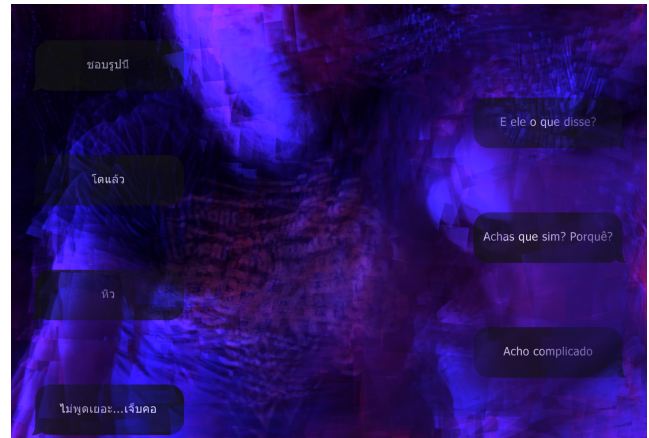 ชอบรูปนี้
E ele o que disse?
โตแล้ว
Achas que sim? Porquê?
หิว
Acho complicado
ไม่พูดเยอะ...เจ็บคอ